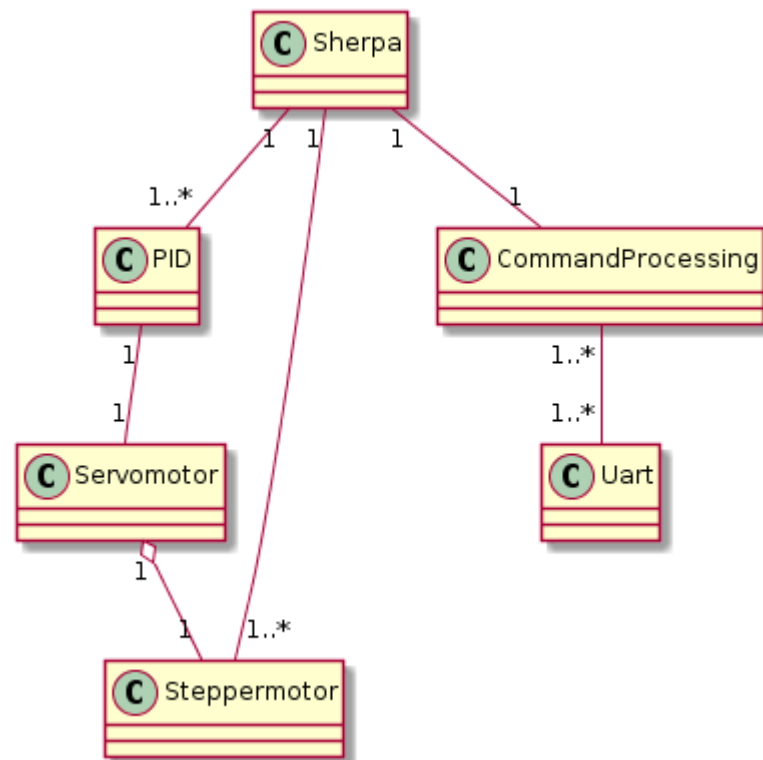 C Sherpa
1 1 1
1..* 1
C PID
C CommandProcessing
1 1..*
1 1..*
C Servomotor
C Uart
1
1 1..*
C Steppermotor